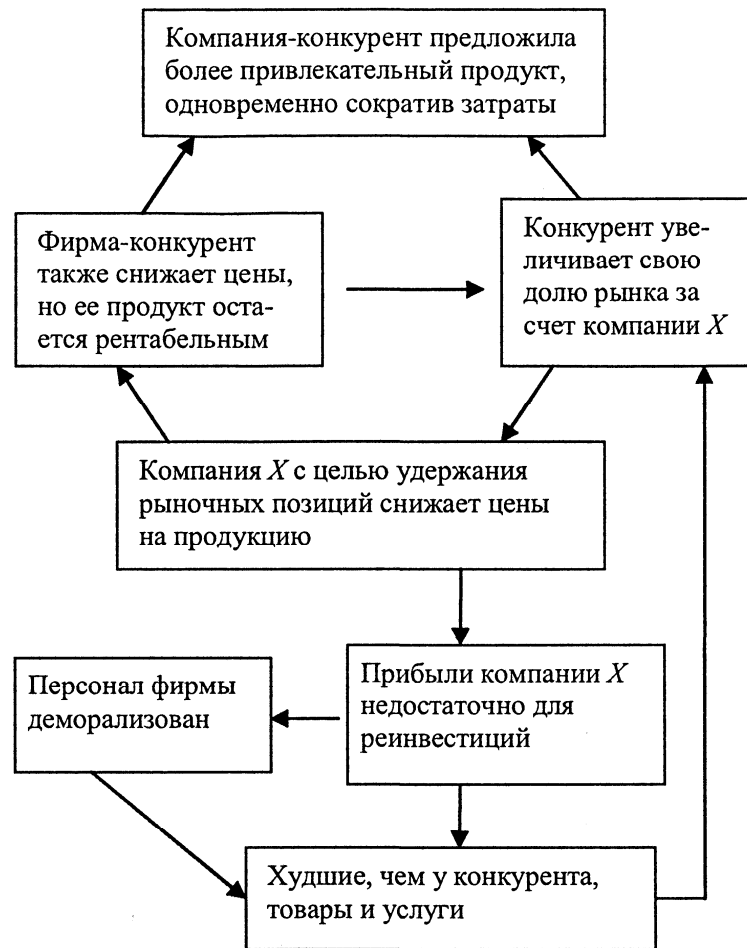 Компания-конкурент предложила
более привлекательный продукт,
одновременно сократив затраты
Фирма-конкурент
также снижает цены,
но ее продукт оста-
ется рентабельным
Конкурент уве-
личивает свою
долю рынка за
счет компании X
Компания X с целью удержания
рыночных позиций снижает цены
на продукцию
Персонал фирмы
деморализован
Прибыли компании X
недостаточно для
реинвестиций
Худшие, чем у конкурента,
товары и услуги